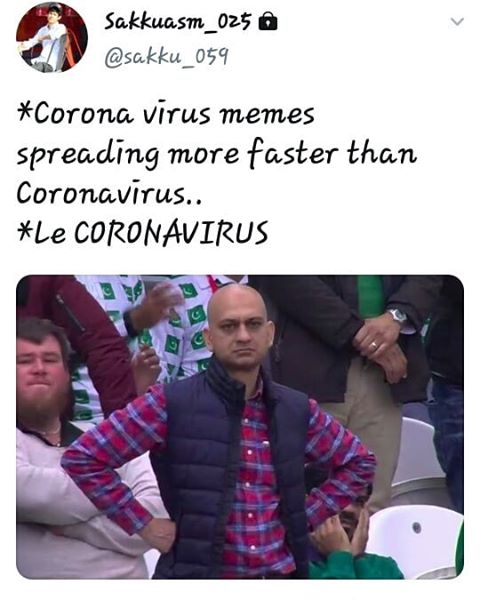 Sakkuasm_025
@sakku_059
*Corona virus memes
spreading more faster than
Coronavirus..
*Le CORONAVIRUS